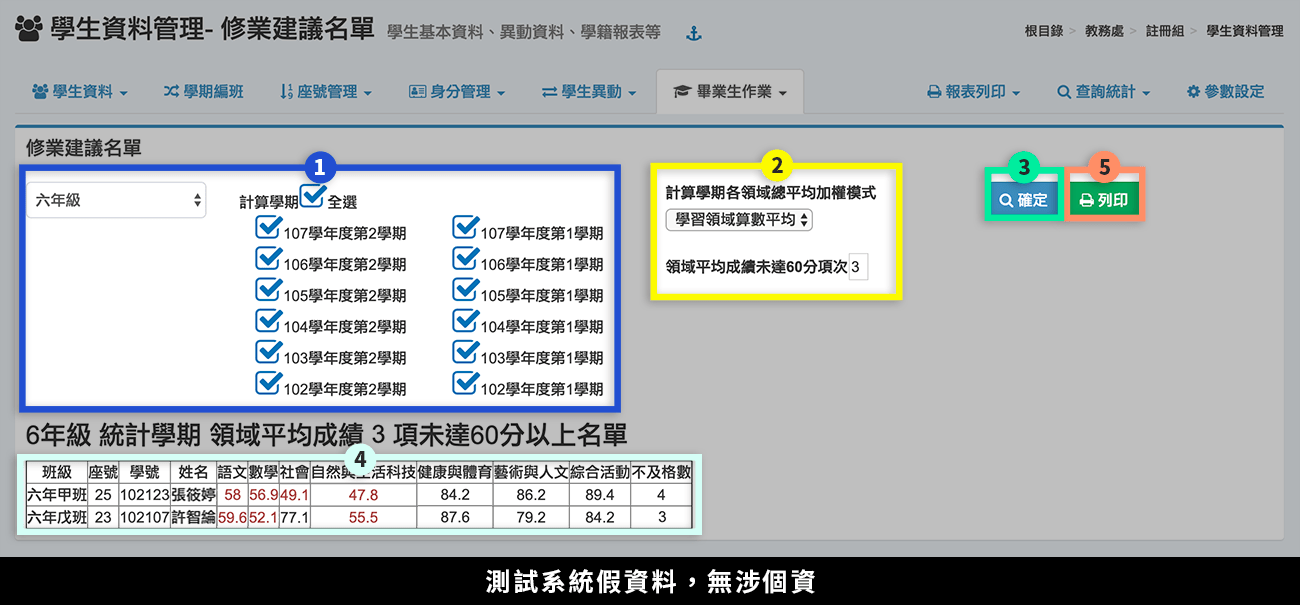 學生資料管理- 修業建議名單 學生基本資料、異動資料、學籍報表等
根目錄 > 教務處 > 註冊組 > 學生資料管理
學生資料 學期編班 座號管理 身分管理 學生異動 畢業生作業 報表列印 查詢統計 參數設定
修業建議名單
1
六年級
計算學期 全選
107學年度第2學期 107學年度第1學期
106學年度第2學期 106學年度第1學期
105學年度第2學期 105學年度第1學期
104學年度第2學期 104學年度第1學期
103學年度第2學期 103學年度第1學期
102學年度第2學期 102學年度第1學期
2
計算學期各領域總平均加權模式
學習領域算數平均
領域平均成績未達60分項次 3
3
確定
5
列印
6年級 統計學期 領域平均成績 3 項未達60分以上名單
4
班級 座號 學號 姓名 語文 數學 社會 自然與生活科技 健康與體育 藝術與人文 綜合活動 不及格數
六年甲班 25 102123 張筱婷 58 56.9 49.1 47.8 84.2 86.2 89.4 4
六年戊班 23 102107 許智綸 59.6 52.1 77.1 55.5 87.6 79.2 84.2 3
測試系統假資料，無涉個資